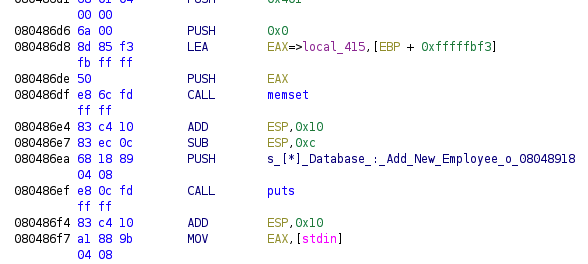 00 00
080486d6 6a 00 PUSH 0x0
080486d8 8d 85 f3 LEA EAX=>local_415,[EBP + 0xfffffbf3]
fb ff ff
080486de 50 PUSH EAX
080486df e8 6c fd CALL memset
ff ff
080486e4 83 c4 10 ADD ESP,0x10
080486e7 83 ec 0c SUB ESP,0xc
080486ea 68 18 89 PUSH s_[*]_Database_:_Add_New_Employee_o_08048918
04 08
080486ef e8 0c fd CALL puts
ff ff
080486f4 83 c4 10 ADD ESP,0x10
080486f7 a1 88 9b MOV EAX,[stdin]
04 08